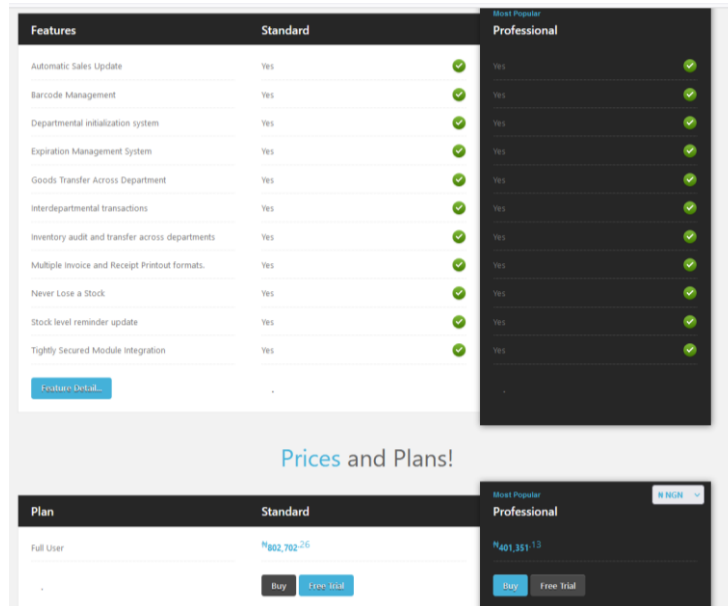 Most Popular
Features Standard Professional
Automatic Sales Update Yes Yes
Barcode Management Yes Yes
Departmental initialization system Yes Yes
Expiration Management System Yes Yes
Goods Transfer Across Department Yes Yes
Interdepartmental transactions Yes Yes
Inventory audit and transfer across departments Yes Yes
Multiple Invoice and Receipt Printout formats. Yes Yes
Never Lose a Stock Yes Yes
Stock level reminder update Yes Yes
Tightly Secured Module Integration Yes Yes
Feature Detail... . .
Prices and Plans!
Most Popular ₦ NGN
Plan Standard Professional
Full User ₦802,702.26 ₦401,351.13
. Buy Free Trial Buy Free Trial